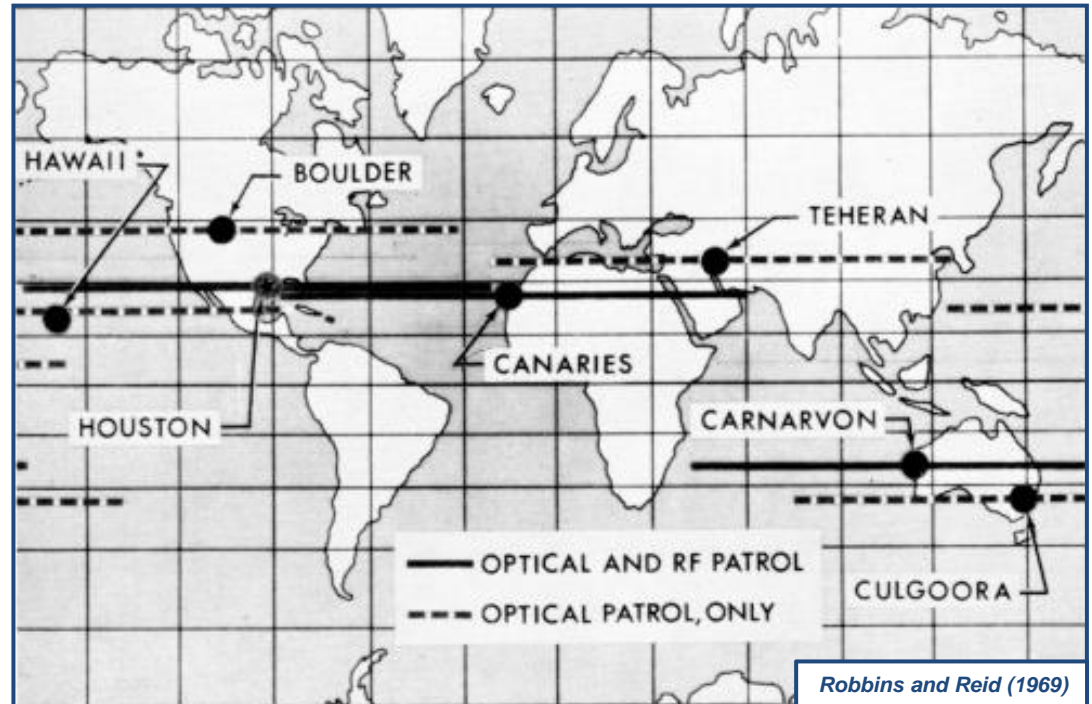 HAWAII
BOULDER
TEHERAN
CANARIES
CARNARVON
HOUSTON
OPTICAL AND RF PATROL
CULGOORA
OPTICAL PATROL, ONLY
Robbins and Reid (1969)